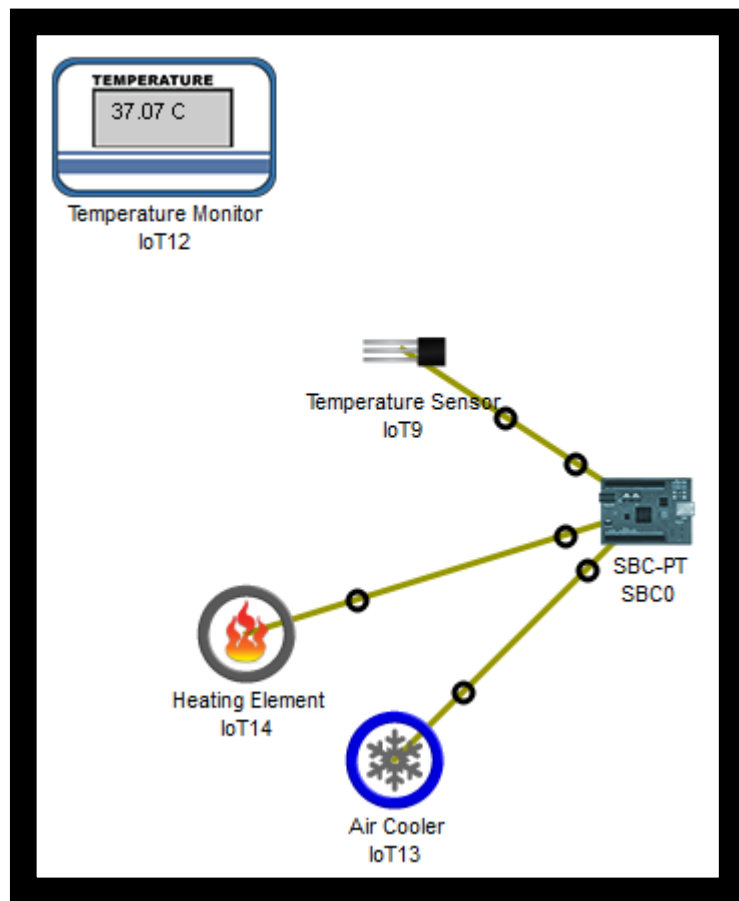 TEMPERATURE
37.07 C
Temperature Monitor
IoT12
Temperature Sensor
IoT9
SBC-PT
SBC0
Heating Element
IoT14
Air Cooler
IoT13